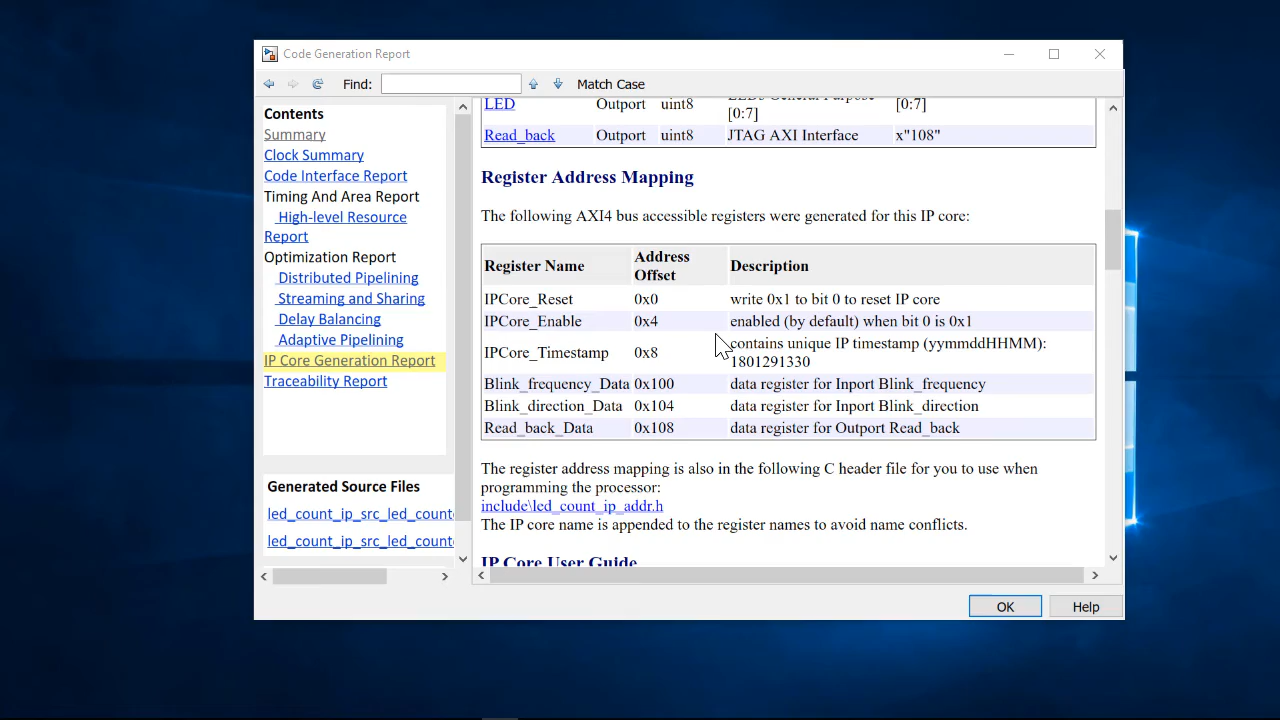 Code Generation Report
Find:
Match Case
Contents
Summary
Clock Summary
Code Interface Report
Timing And Area Report
High-level Resource
Report
Optimization Report
Distributed Pipelining
Streaming and Sharing
Delay Balancing
Adaptive Pipelining
IP Core Generation Report
Traceability Report
Generated Source Files
led_count_ip_src_led_count
led_count_ip_src_led_count
LED Outport uint8 LEDs General Purpose [0:7]
[0:7]
Read_back Outport uint8 JTAG AXI Interface x"108"
Register Address Mapping
The following AXI4 bus accessible registers were generated for this IP core:
Register Name Address Description
Offset
IPCore_Reset 0x0 write 0x1 to bit 0 to reset IP core
IPCore_Enable 0x4 enabled (by default) when bit 0 is 0x1
IPCore_Timestamp 0x8 contains unique IP timestamp (yymmddHHMM):
1801291330
Blink_frequency_Data 0x100 data register for Inport Blink_frequency
Blink_direction_Data 0x104 data register for Inport Blink_direction
Read_back_Data 0x108 data register for Outport Read_back
The register address mapping is also in the following C header file for you to use when
programming the processor:
include\led_count_ip_addr.h
The IP core name is appended to the register names to avoid name conflicts.
IP Core User Guide
OK
Help